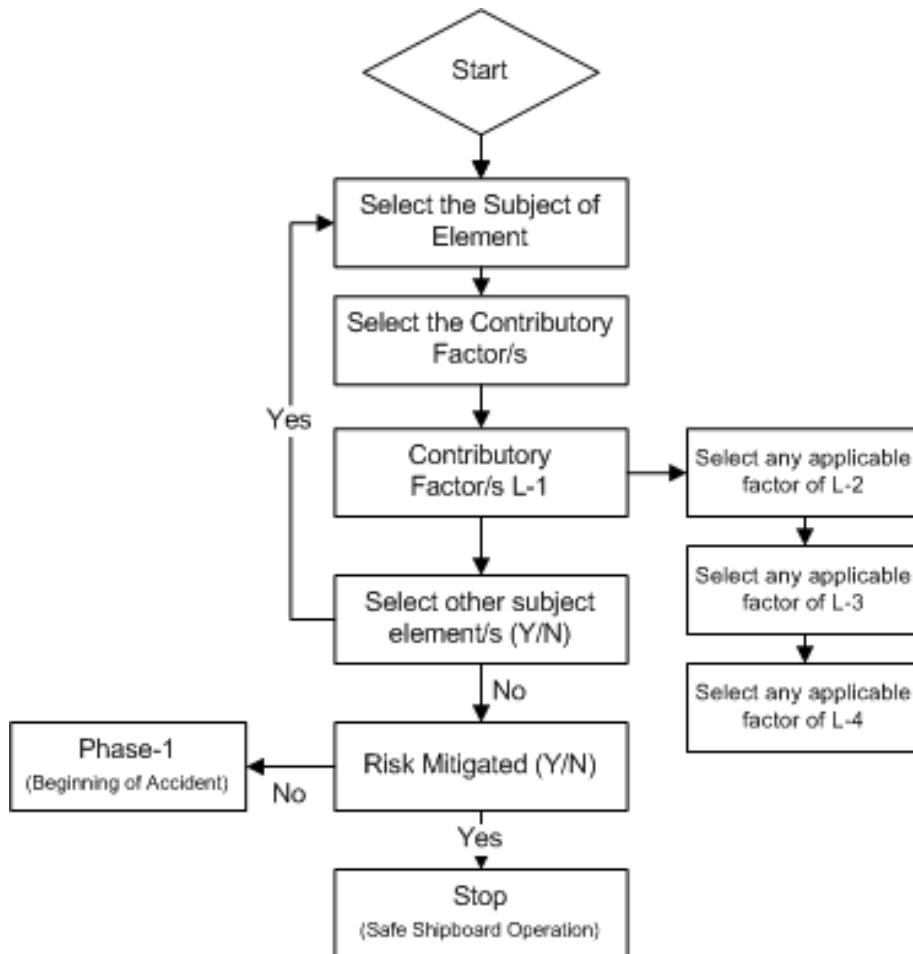 Start
Select the Subject of
Element
Select the Contributory
Factor/s
Yes
Contributory
Factor/s L-1
Select any applicable
factor of L-2
Select other subject
element/s (Y/N)
Select any applicable
factor of L-3
No
Select any applicable
factor of L-4
Phase-1
(Beginning of Accident)
No
Risk Mitigated (Y/N)
Yes
Stop
(Safe Shipboard Operation)